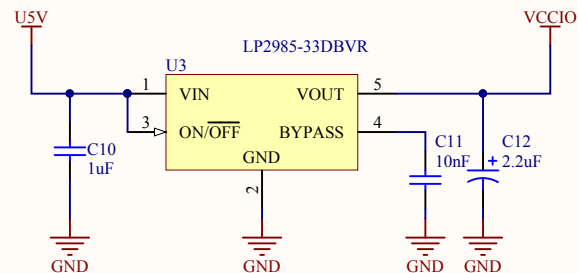 U5V
VCCIO
LP2985-33DBVR
U3
1
VIN
VOUT
5
3
ON/OFF
BYPASS
4
GND
2
C10
1uF
C11
10nF
C12
+
2.2uF
GND
GND
GND
GND